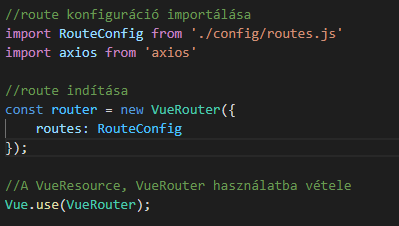 //route konfiguráció importálása
import RouteConfig from './config/routes.js'
import axios from 'axios'
//route indítása
const router = new VueRouter({
routes: RouteConfig
});
//A VueResource, VueRouter használatba vétele
Vue.use(VueRouter);